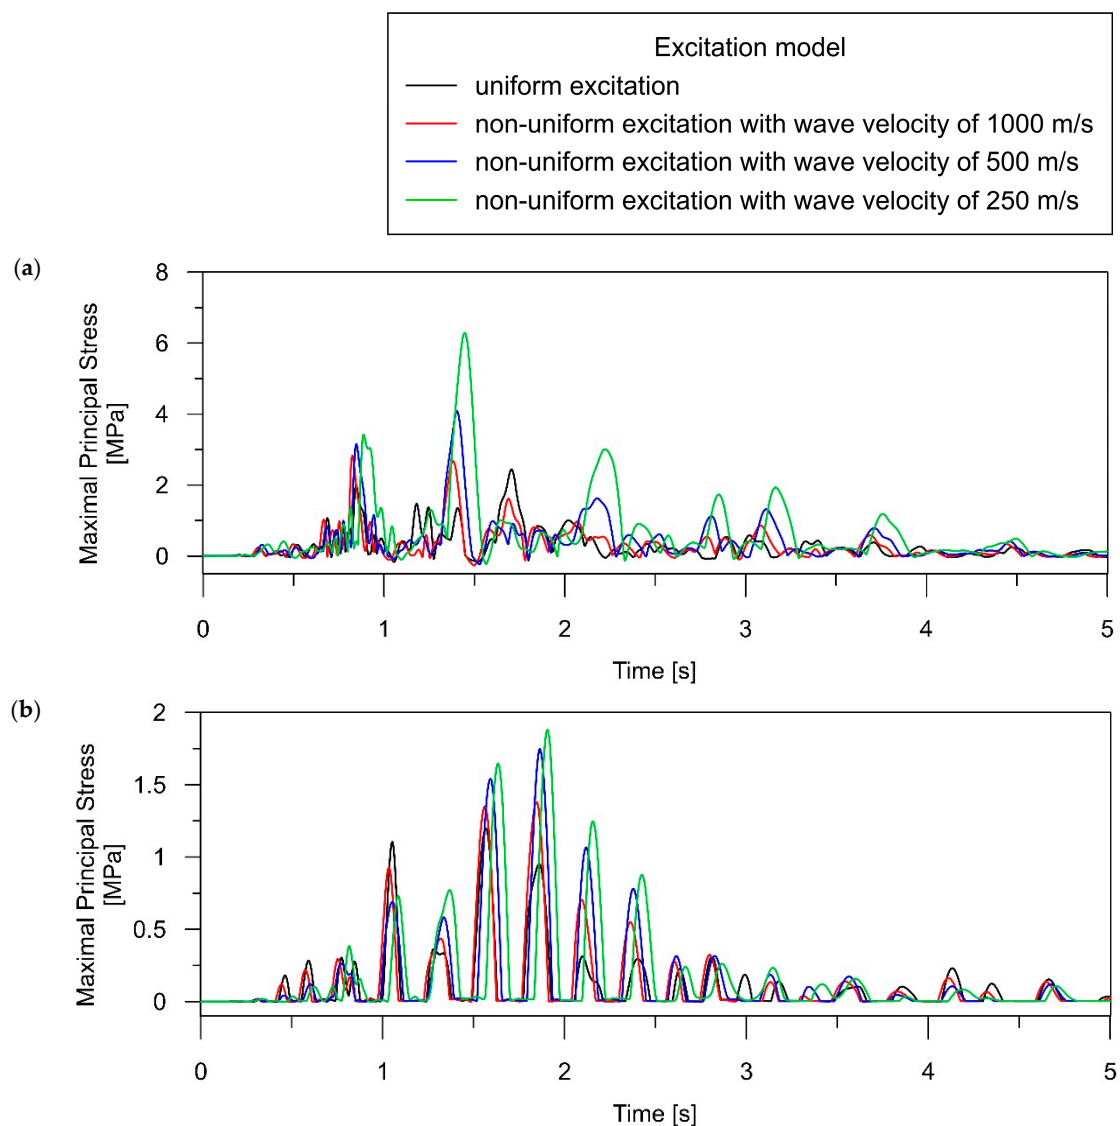 Excitation model
uniform excitation
non-uniform excitation with wave velocity of 1000 m/s
non-uniform excitation with wave velocity of 500 m/s
non-uniform excitation with wave velocity of 250 m/s
(a)
Maximal Principal Stress
[MPa]
8
6
4
2
0
0 1 2 3 4 5
Time [s]
(b)
Maximal Principal Stress
[MPa]
2
1.5
1
0.5
0
0 1 2 3 4 5
Time [s]